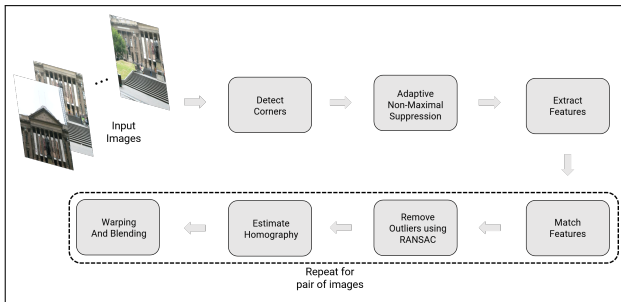 Input
Images
Detect
Corners
Adaptive
Non-Maximal
Suppression
Extract
Features
Match
Features
Remove
Outliers using
RANSAC
Estimate
Homography
Warping
And Blending
Repeat for
pair of images